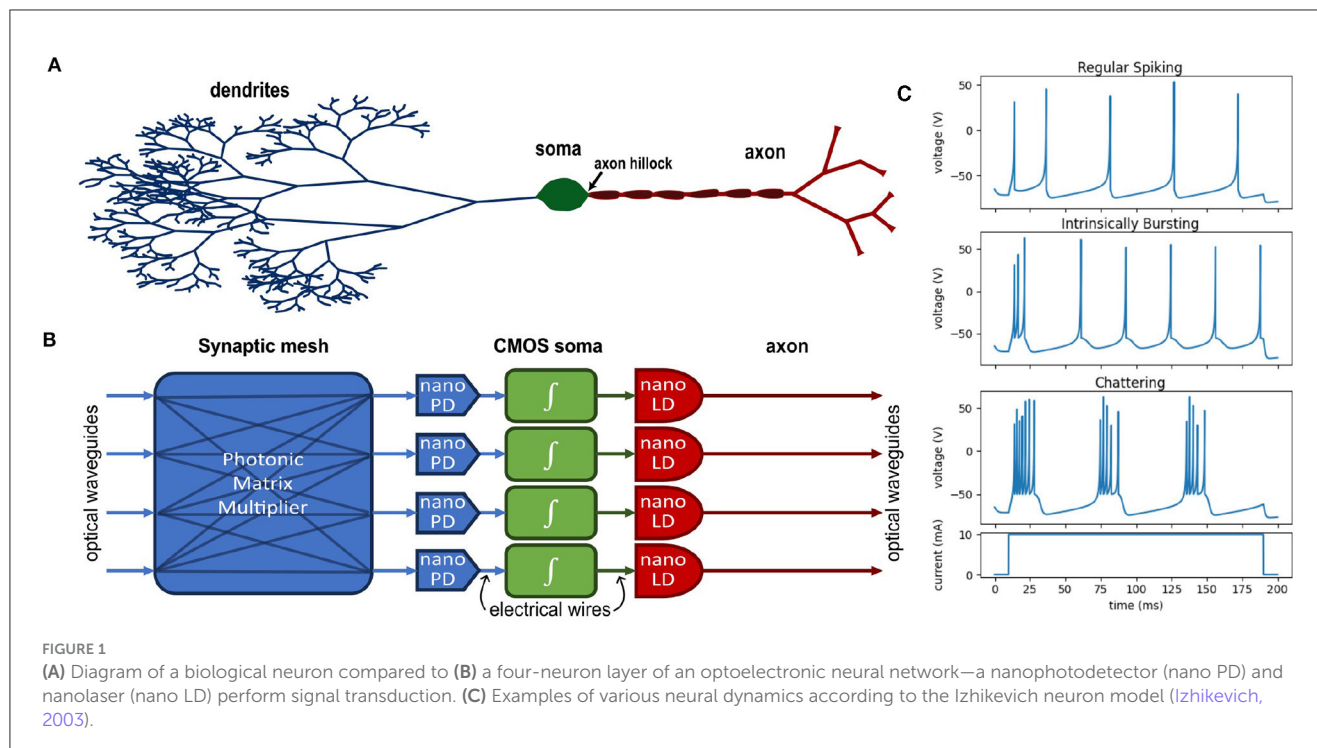 A
dendrites
soma
axon hillock
axon
B
Synaptic mesh
CMOS soma
axon
optical waveguides
Photonic
Matrix
Multiplier
nano
PD
∫
nano
LD
nano
PD
∫
nano
LD
nano
PD
∫
nano
LD
nano
PD
∫
nano
LD
electrical wires
optical waveguides
C
Regular Spiking
voltage (V)
50
0
−50
Intrinsically Bursting
voltage (V)
50
0
−50
Chattering
voltage (V)
50
0
−50
current (mA)
10
0
0 25 50 75 100 125 150 175 200
time (ms)
FIGURE 1
(A) Diagram of a biological neuron compared to (B) a four-neuron layer of an optoelectronic neural network—a nanophotodetector (nano PD) and
nanolaser (nano LD) perform signal transduction. (C) Examples of various neural dynamics according to the Izhikevich neuron model (Izhikevich,
2003).